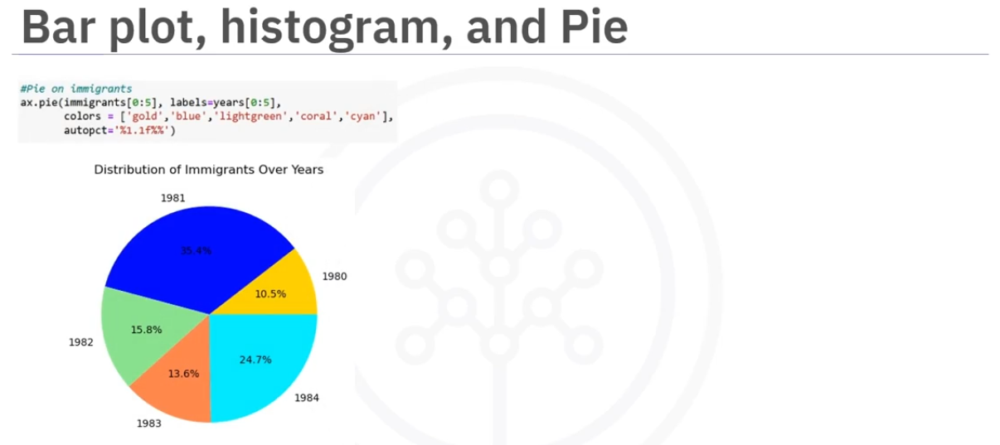 Bar plot, histogram, and Pie
#Pie on immigrants
ax.pie(immigrants[0:5], labels=years[0:5],
colors = ['gold','blue','lightgreen','coral','cyan'],
autopct='%1.1f%%')
Distribution of Immigrants Over Years
1981
35.4%
1980
10.5%
15.8%
1982
24.7%
13.6%
1984
1983